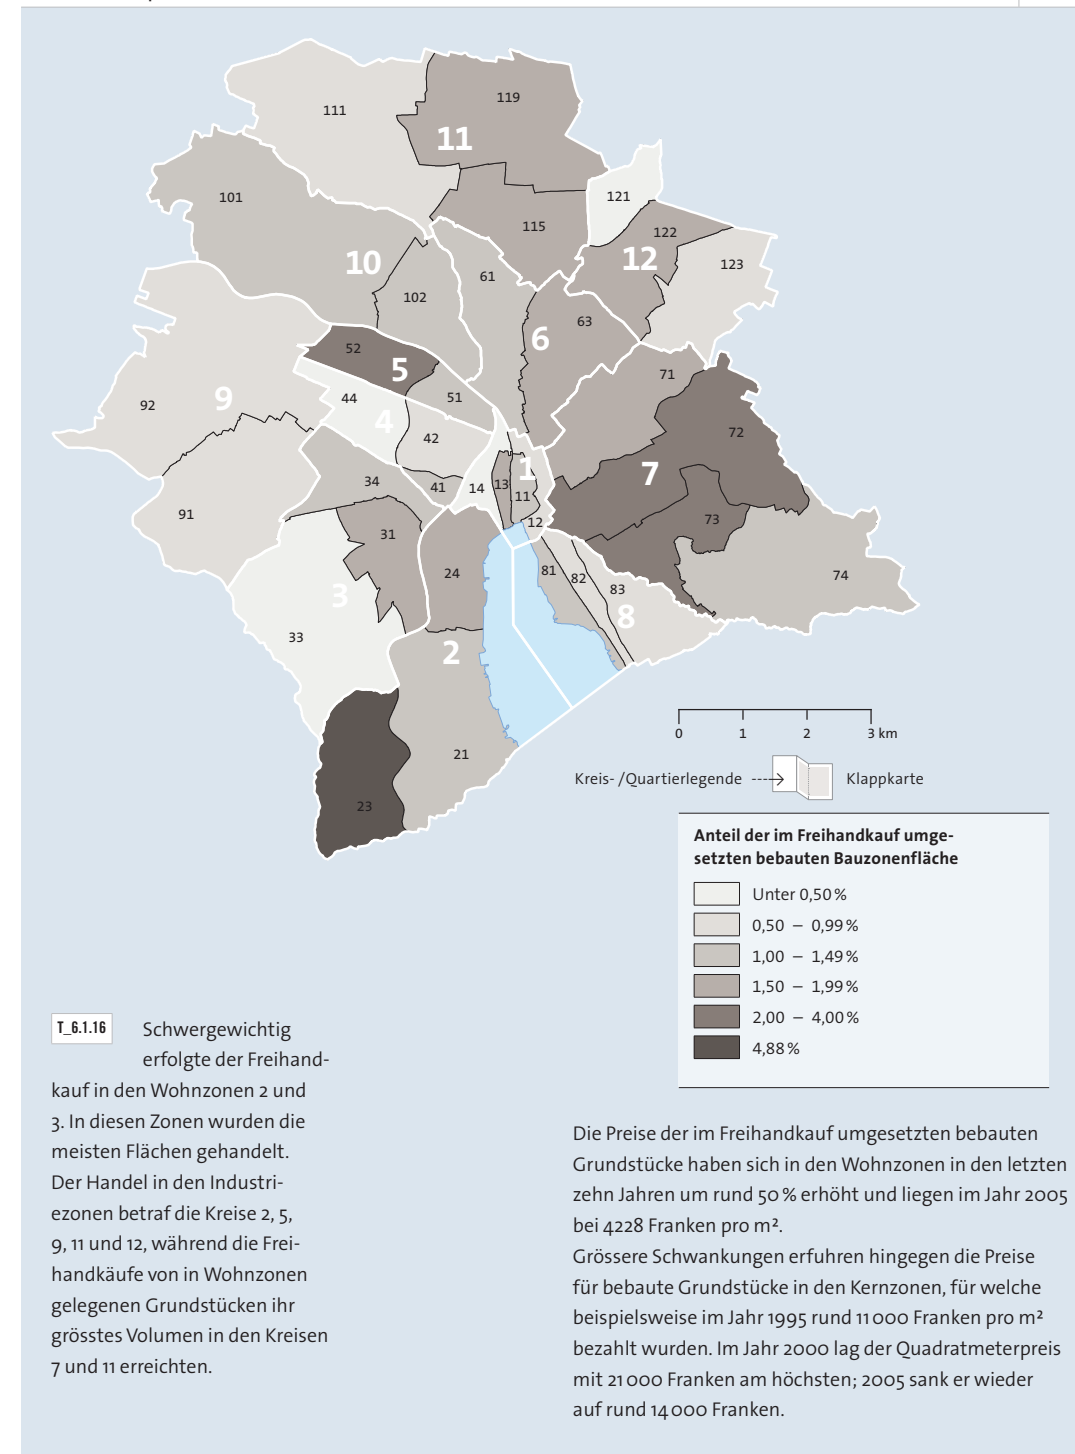 111
119
11
101
121
115
122
12
123
10
61
102
63
6
52
5
71
92
9
44
51
4
42
72
7
1
34
41
14
13
11
12
91
31
73
24
81
82
83
74
3
8
33
2
21
23
0 1 2 3 km
Kreis- /Quartierlegende Klappkarte
Anteil der im Freihandkauf umge-
setzten bebauten Bauzonenfläche
Unter 0,50 %
0,50 – 0,99 %
1,00 – 1,49 %
1,50 – 1,99 %
2,00 – 4,00 %
4,88 %
T_6.1.16 Schwergewichtig
erfolgte der Freihand-
kauf in den Wohnzonen 2 und
3. In diesen Zonen wurden die
meisten Flächen gehandelt.
Der Handel in den Industri-
ezonen betraf die Kreise 2, 5,
9, 11 und 12, während die Frei-
handkäufe von in Wohnzonen
gelegenen Grundstücken ihr
grösstes Volumen in den Kreisen
7 und 11 erreichten.
Die Preise der im Freihandkauf umgesetzten bebauten
Grundstücke haben sich in den Wohnzonen in den letzten
zehn Jahren um rund 50 % erhöht und liegen im Jahr 2005
bei 4228 Franken pro m².
Grössere Schwankungen erfuhren hingegen die Preise
für bebaute Grundstücke in den Kernzonen, für welche
beispielsweise im Jahr 1995 rund 11 000 Franken pro m²
bezahlt wurden. Im Jahr 2000 lag der Quadratmeterpreis
mit 21 000 Franken am höchsten; 2005 sank er wieder
auf rund 14 000 Franken.